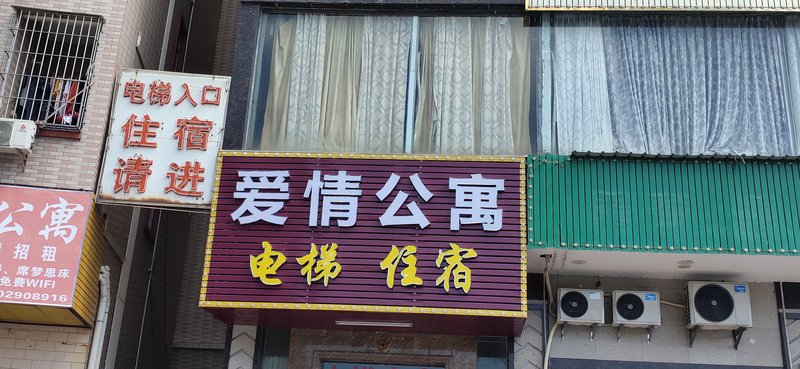 电梯入口
住宿
请进
爱情公寓
电梯 住宿
公寓
招租
席梦思床
免费WIFI
02908916